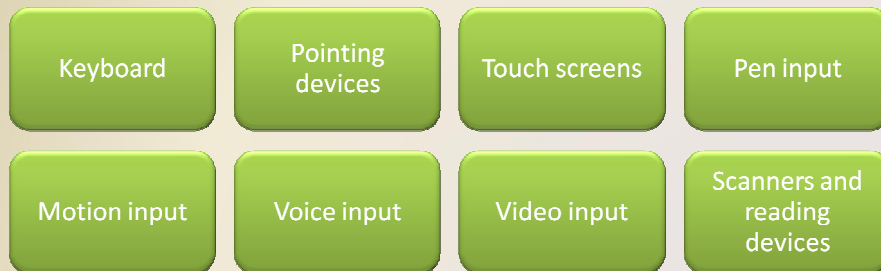 Keyboard
Pointing
devices
Touch screens
Pen input
Motion input
Voice input
Video input
Scanners and
reading
devices